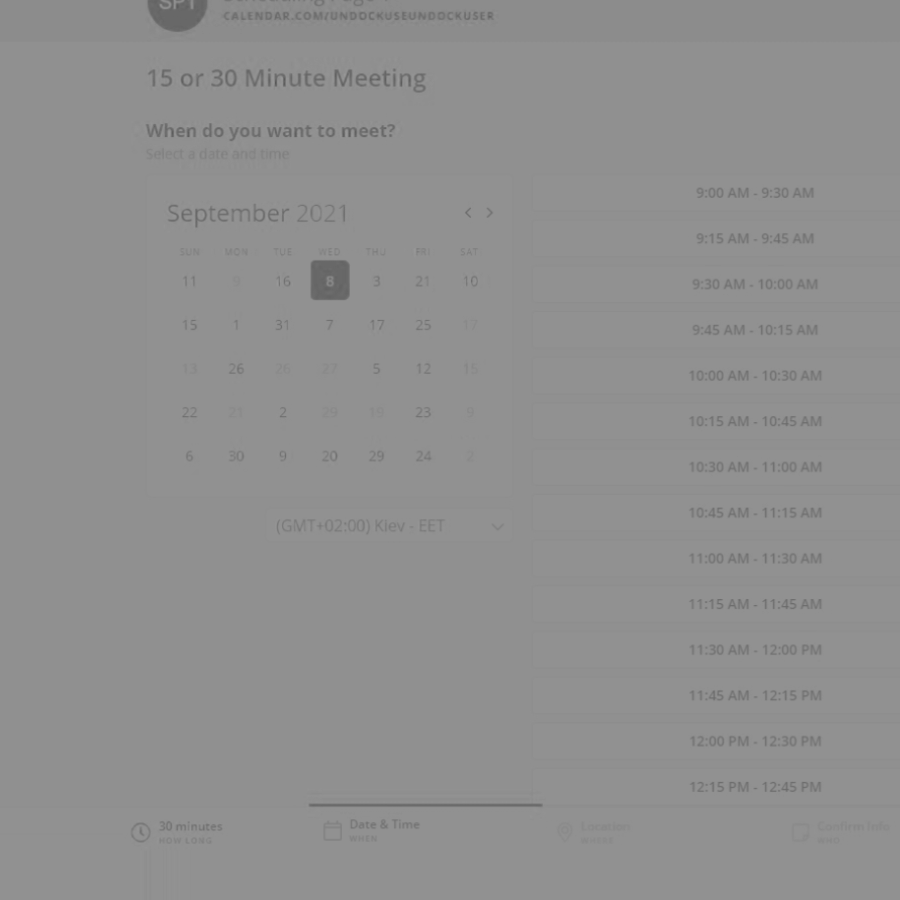 SPT
CALENDAR.COM/UNDOCKUSEUNDOCKUSER
15 or 30 Minute Meeting
When do you want to meet?
Select a date and time
September 2021
SUN MON TUE WED THU FRI SAT
11 9 16 8 3 21 10
15 1 31 7 17 25 17
13 26 26 27 5 12 15
22 21 2 29 19 23 9
6 30 9 20 29 24 2
(GMT+02:00) Kiev - EET
9:00 AM - 9:30 AM
9:15 AM - 9:45 AM
9:30 AM - 10:00 AM
9:45 AM - 10:15 AM
10:00 AM - 10:30 AM
10:15 AM - 10:45 AM
10:30 AM - 11:00 AM
10:45 AM - 11:15 AM
11:00 AM - 11:30 AM
11:15 AM - 11:45 AM
11:30 AM - 12:00 PM
11:45 AM - 12:15 PM
12:00 PM - 12:30 PM
12:15 PM - 12:45 PM
30 minutes
HOW LONG
Date & Time
WHEN
Location
WHERE
Confirm Info
WHO